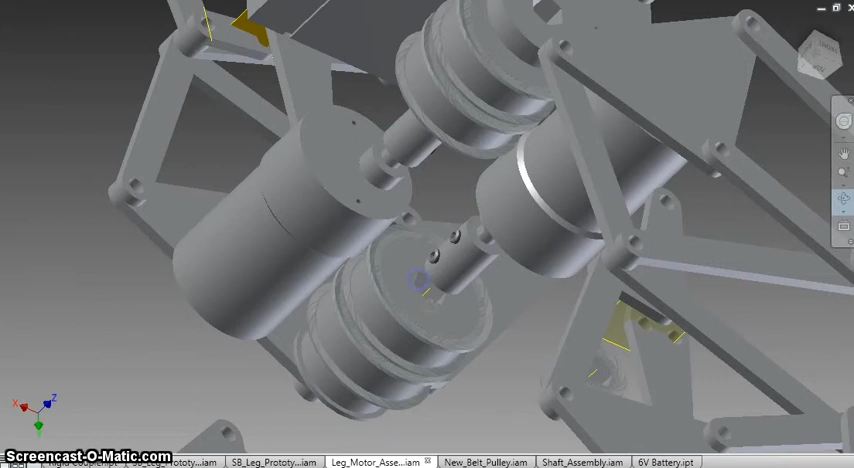 X
Z
Screencast-O-Matic.com
SB_Leg_Prototy....iam
Leg_Motor_Asse...iam
New_Belt_Pulley.iam
Shaft_Assembly.iam
6V Battery.ipt